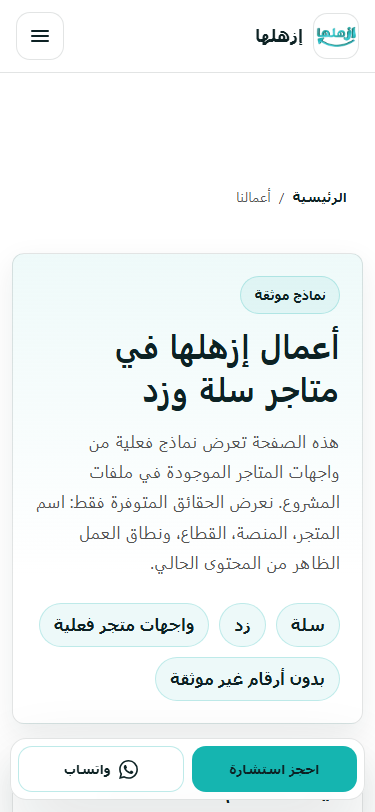 إزهلها
إزهلها
الرئيسية / أعمالنا
نماذج موثقة
أعمال إزهلها في
متاجر سلة وزد
هذه الصفحة تعرض نماذج فعلية من
واجهات المتاجر الموجودة في ملفات
المشروع. نعرض الحقائق المتوفرة فقط: اسم
المتجر، المنصة، القطاع، ونطاق العمل
الظاهر من المحتوى الحالي.
سلة
زد
واجهات متجر فعلية
بدون أرقام غير موثقة
احجز استشارة
واتساب